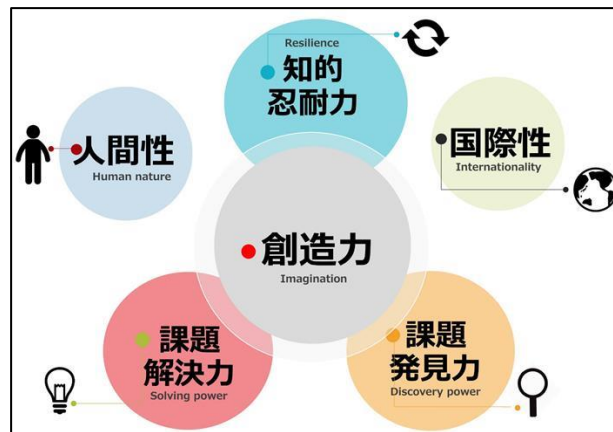 Resilience
知的
忍耐力
人間性
Human nature
国際性
Internationality
創造力
Imagination
課題
解決力
Solving power
課題
発見力
Discovery power